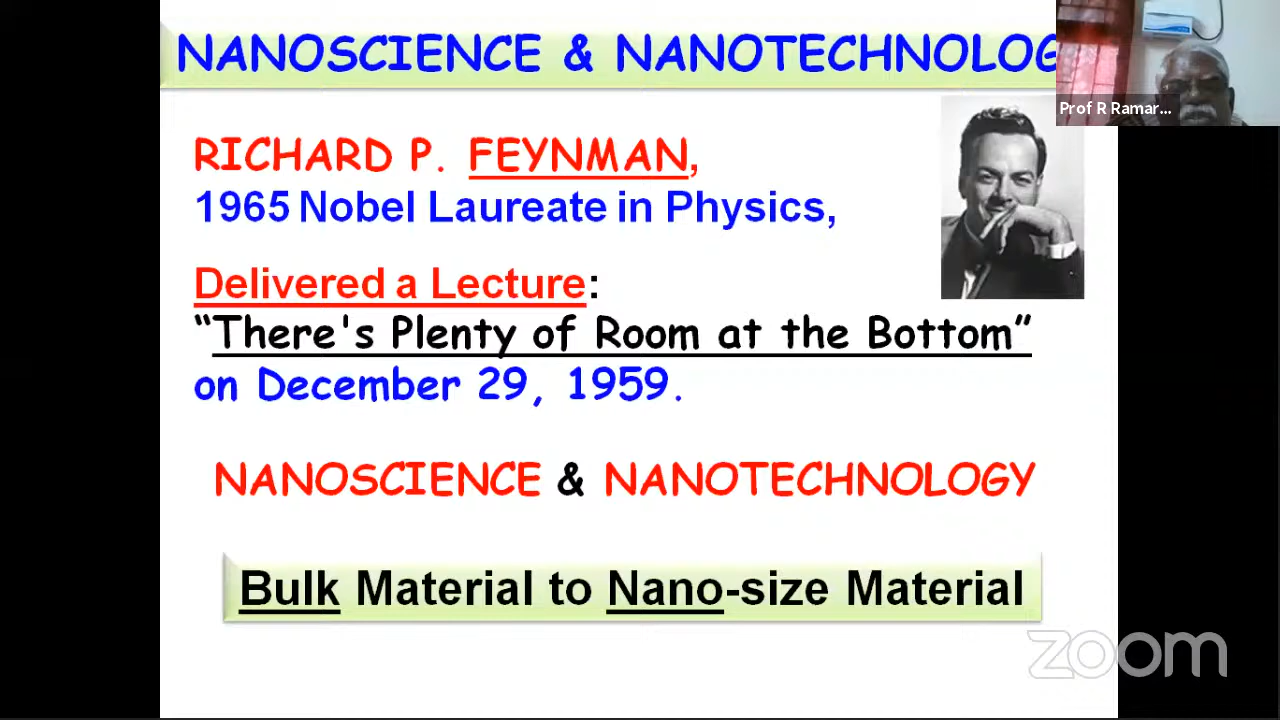 NANOSCIENCE & NANOTECHNOLOG
Prof R Ramar...
RICHARD P. FEYNMAN,
1965 Nobel Laureate in Physics,
Delivered a Lecture:
“There's Plenty of Room at the Bottom”
on December 29, 1959.
NANOSCIENCE & NANOTECHNOLOGY
Bulk Material to Nano-size Material
zoom